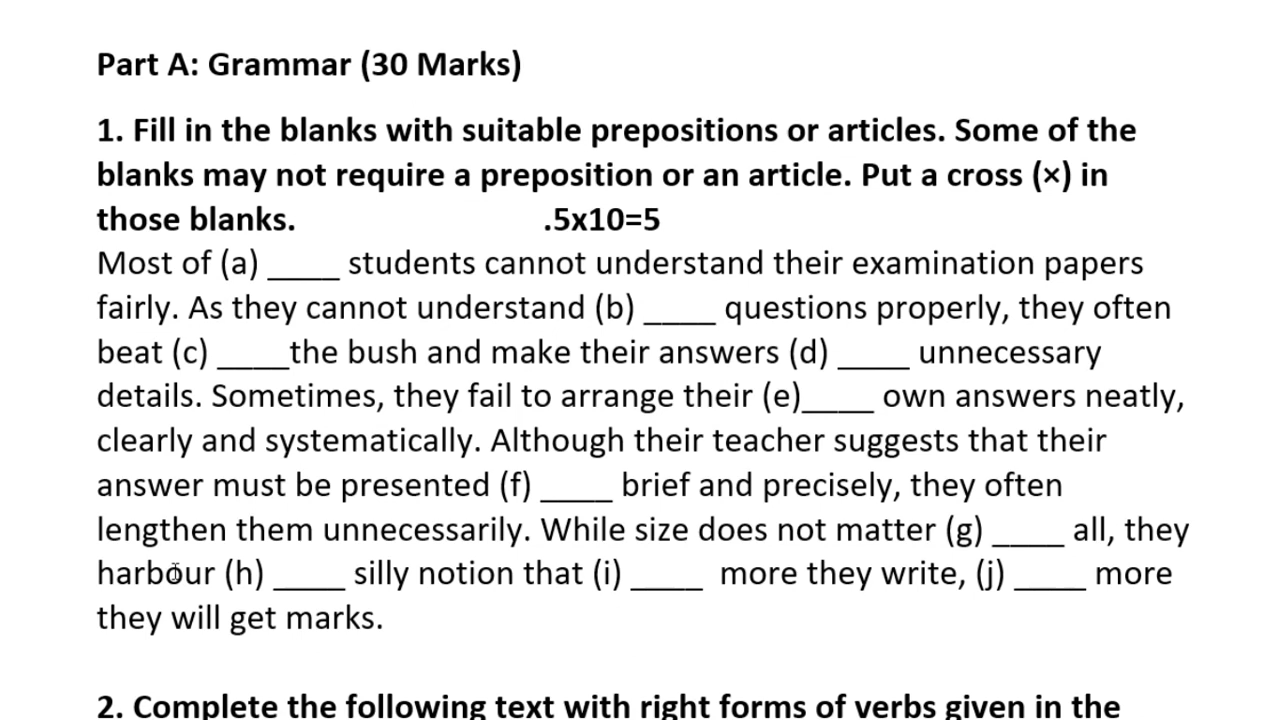 Part A: Grammar (30 Marks)
1. Fill in the blanks with suitable prepositions or articles. Some of the
blanks may not require a preposition or an article. Put a cross (×) in
those blanks. .5x10=5
Most of (a) ____ students cannot understand their examination papers
fairly. As they cannot understand (b) ____ questions properly, they often
beat (c) ____the bush and make their answers (d) ____ unnecessary
details. Sometimes, they fail to arrange their (e)____ own answers neatly,
clearly and systematically. Although their teacher suggests that their
answer must be presented (f) ____ brief and precisely, they often
lengthen them unnecessarily. While size does not matter (g) ____ all, they
harbour (h) ____ silly notion that (i) ____ more they write, (j) ____ more
they will get marks.
2. Complete the following text with right forms of verbs given in the